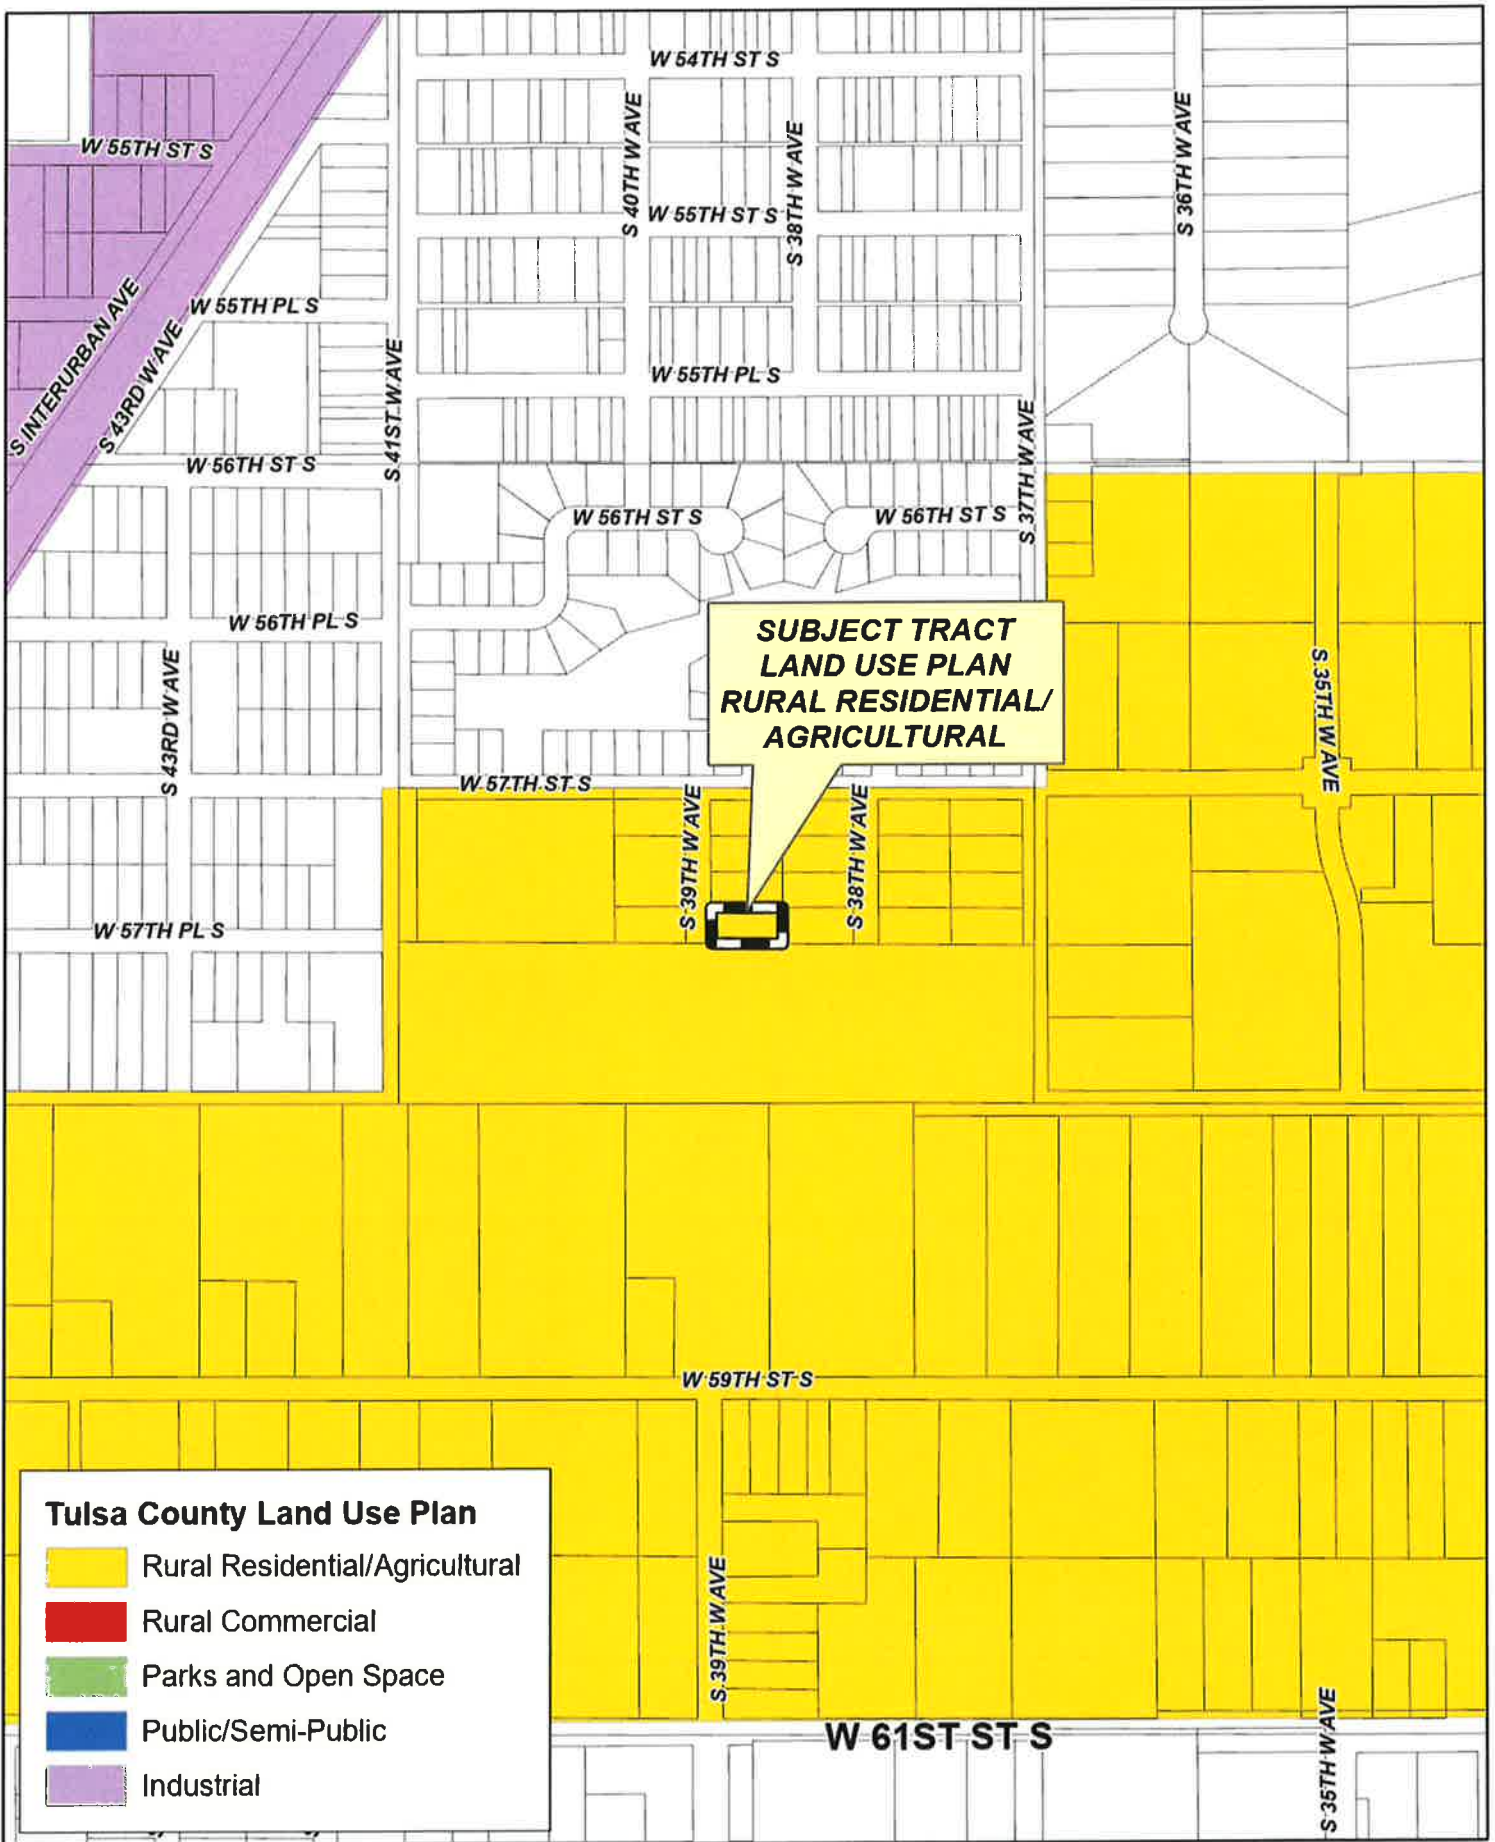 W 54TH ST S
S 40TH W AVE
S 38TH W AVE
S 36TH W AVE
W 55TH ST S
W 55TH ST S
S INTERURBAN AVE
S 43RD W AVE
W 55TH PL S
S 41ST W AVE
W 55TH PL S
S 37TH W AVE
W 56TH ST S
W 56TH ST S
W 56TH ST S
W 56TH PL S
SUBJECT TRACT
LAND USE PLAN
RURAL RESIDENTIAL/
AGRICULTURAL
S 43RD W AVE
S 35TH W AVE
W 57TH ST S
S 39TH W AVE
S 38TH W AVE
W 57TH PL S
W 59TH ST S
S 39TH W AVE
W 61ST ST S
S 35TH W AVE
Tulsa County Land Use Plan
Rural Residential/Agricultural
Rural Commercial
Parks and Open Space
Public/Semi-Public
Industrial